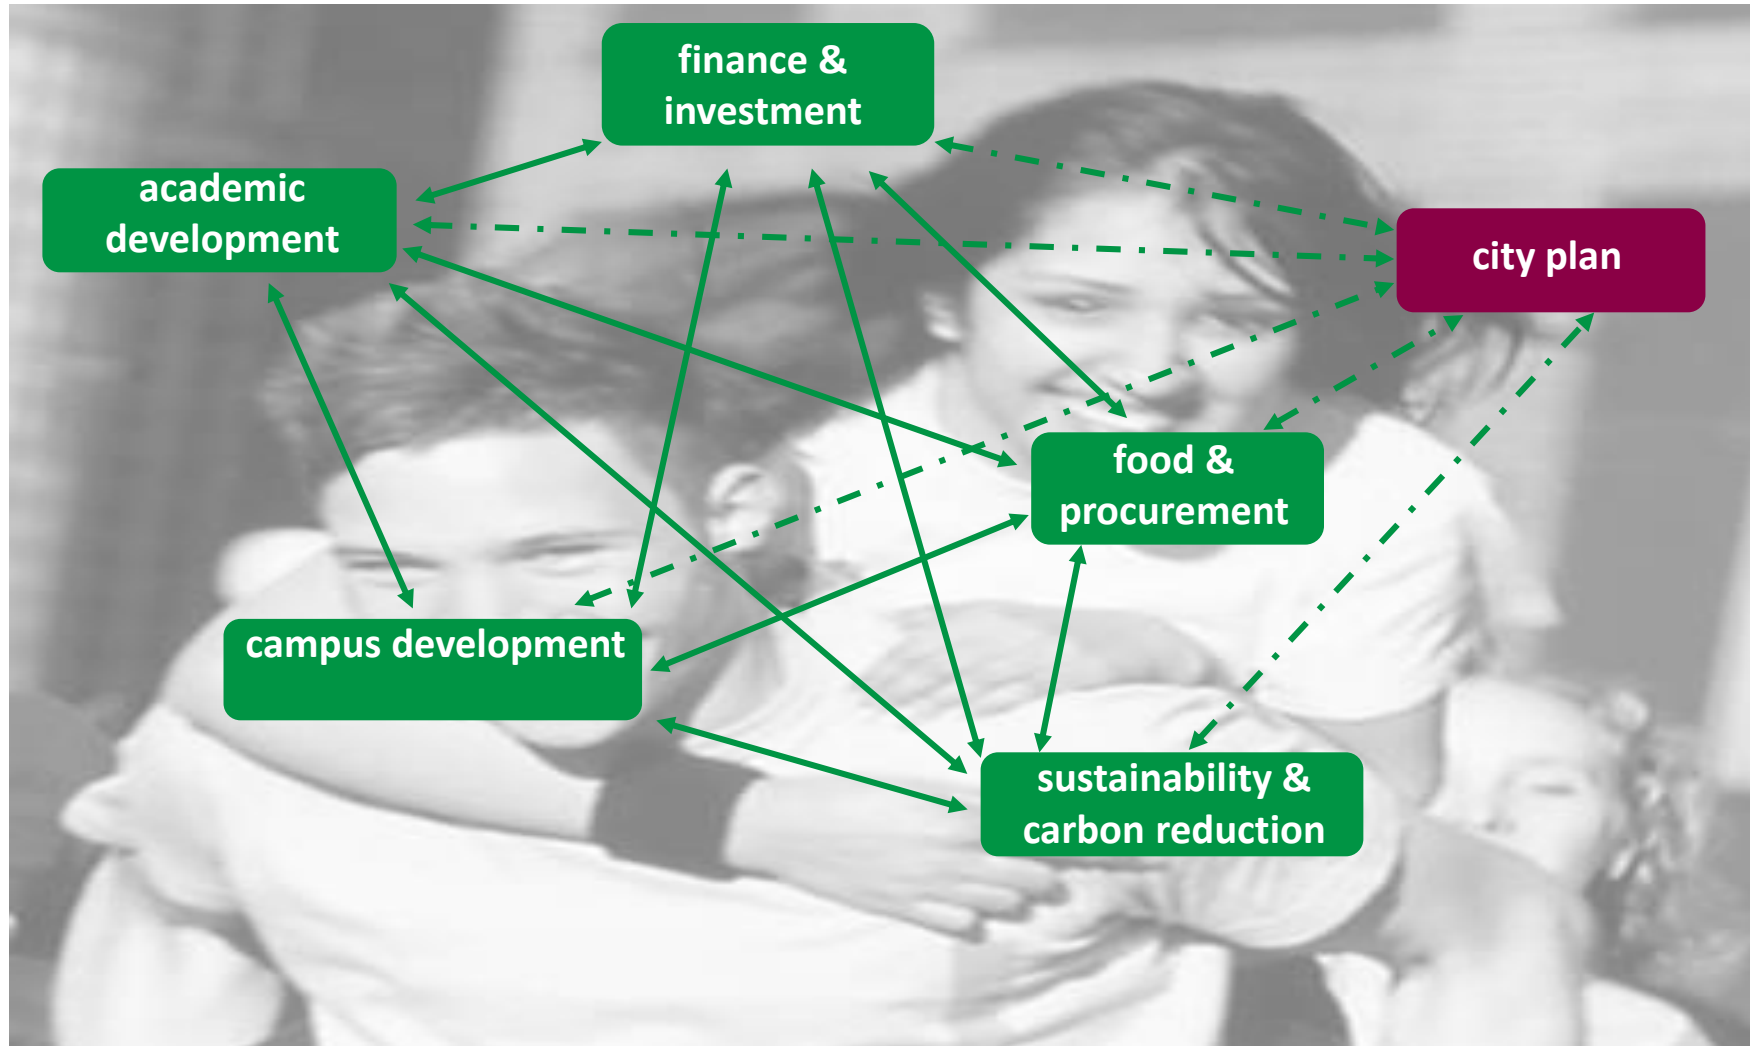 finance &
investment
academic
development
city plan
food &
procurement
campus development
sustainability &
carbon reduction